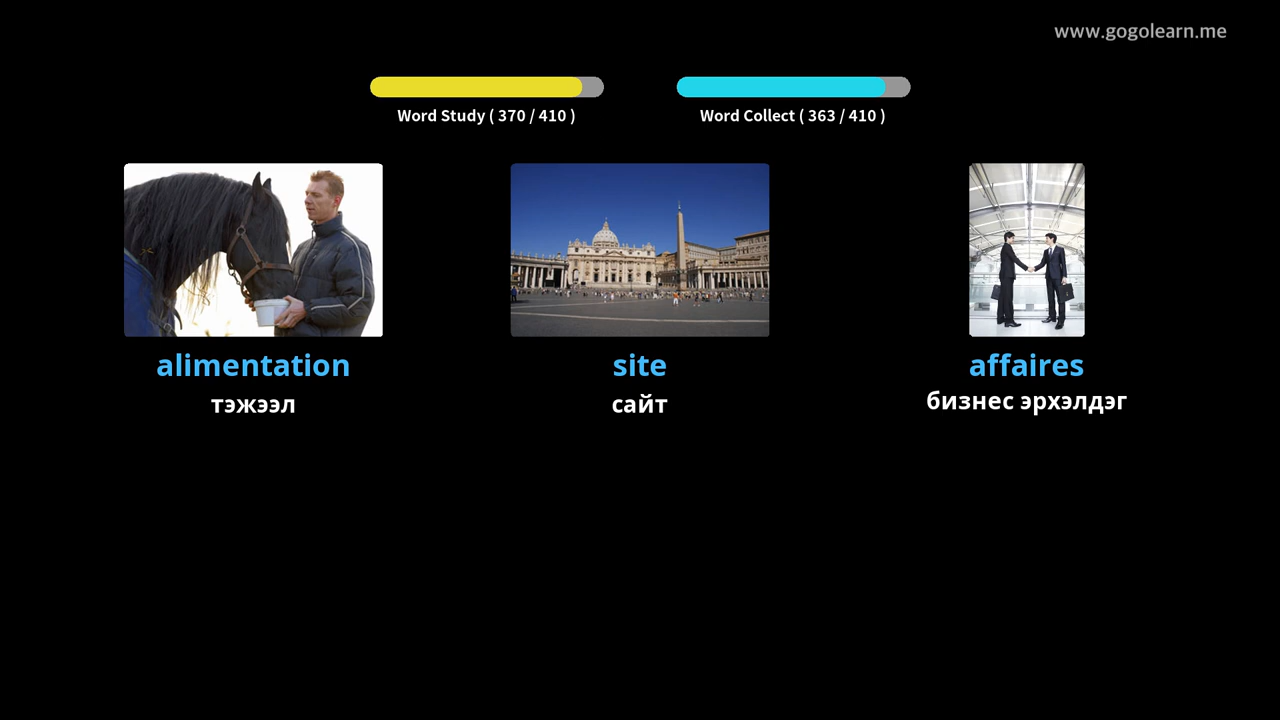 www.gogolearn.me
Word Study ( 370 / 410 )
Word Collect ( 363 / 410 )
alimentation
тэжээл
site
сайт
affaires
бизнес эрхэлдэг